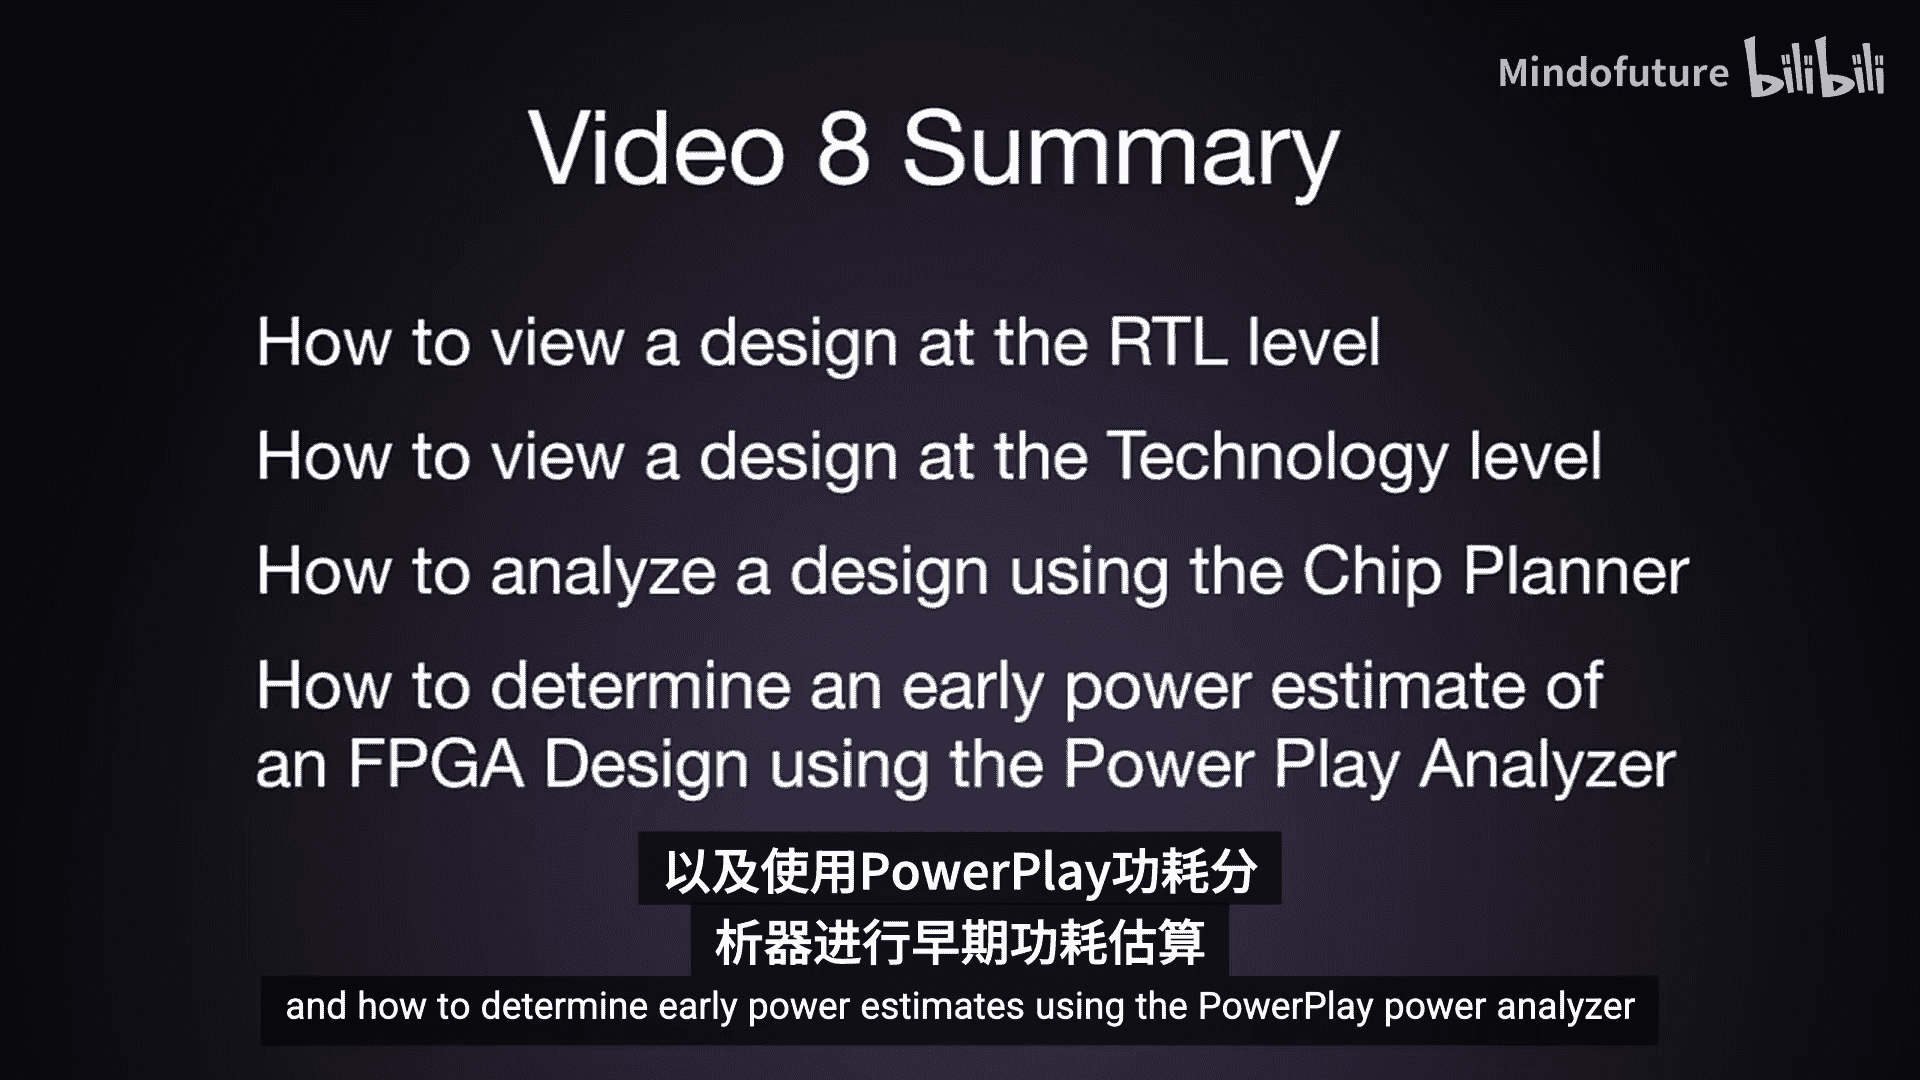 Mindofuture bilibili
Video 8 Summary
How to view a design at the RTL level
How to view a design at the Technology level
How to analyze a design using the Chip Planner
How to determine an early power estimate of
an FPGA Design using the Power Play Analyzer
以及使用PowerPlay功耗分
析器进行早期功耗估算
and how to determine early power estimates using the PowerPlay power analyzer